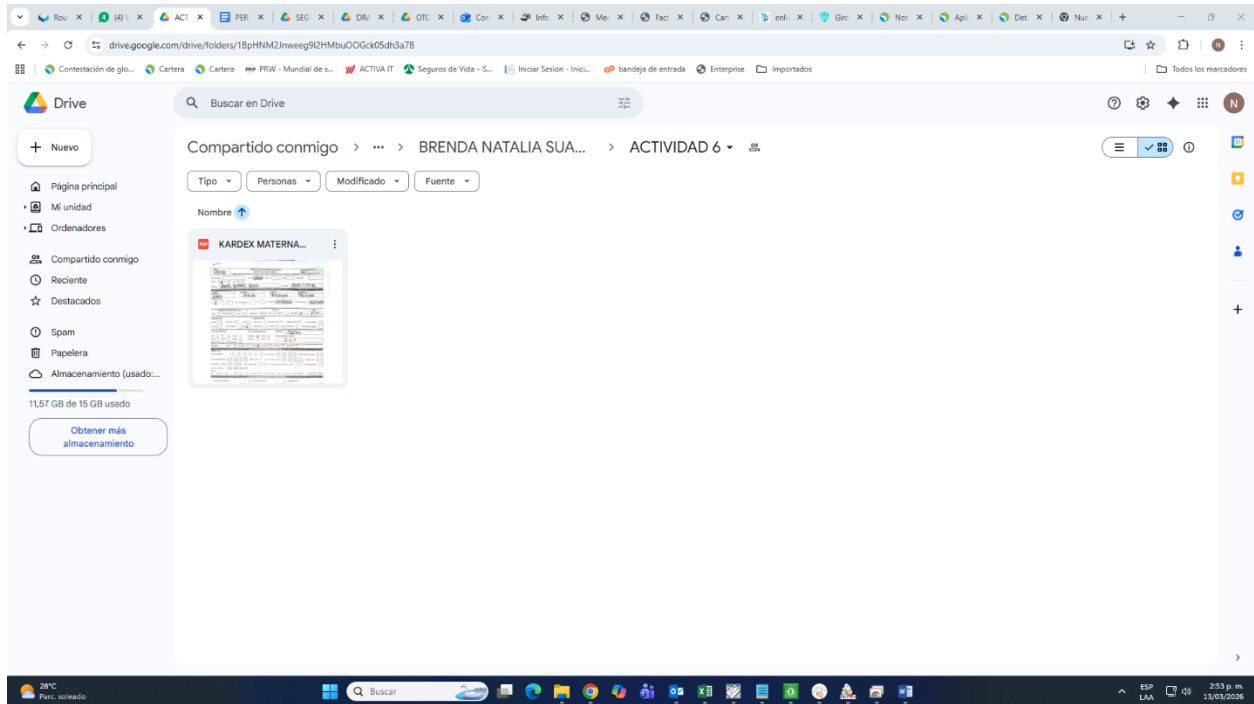 Rou
(4) \
ACT
PER
SEG
DRA
OTC
Cor
Info
Mec
Fact
Cart
enli
Girc
Not
Apli
Det
Nue
drive.google.com/drive/folders/1BpHNM2Jnweeg9I2HMbuOOGck05dh3a7B
N
Contestación de glo...
Cartera
Cartera
PRW - Mundial de s...
ACTIVA IT
Seguros de Vida – S...
Iniciar Sesion - Inici...
bandeja de entrada
Enterprise
Importados
Todos los marcadores
Drive
Buscar en Drive
N
Nuevo
Compartido conmigo > ... > BRENDA NATALIA SUA... > ACTIVIDAD 6
Tipo
Personas
Modificado
Fuente
Página principal
Mi unidad
Ordenadores
Nombre
KARDEX MATERNA...
Compartido conmigo
Reciente
Destacados
Spam
Papelera
Almacenamiento (usado:...
11,57 GB de 15 GB usado
Obtener más
almacenamiento
28°C
Parc. soleado
Buscar
ESP
LAA
2:53 p. m.
13/03/2026